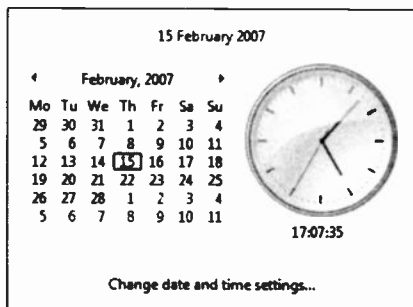 15 February 2007
February, 2007
Mo Tu We Th Fr Sa Su
29 30 31 1 2 3 4
5 6 7 8 9 10 11
12 13 14 15 16 17 18
19 20 21 22 23 24 25
26 27 28 1 2 3 4
5 6 7 8 9 10 11
17:07:35
Change date and time settings...